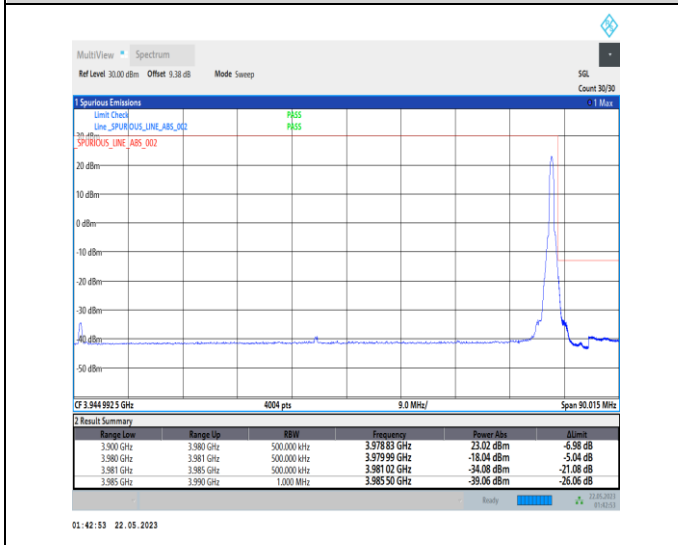 MultiView Spectrum
Ref Level 30.00 dBm Offset 9.38 dB Mode Sweep SGL
Count 30/30
1 Spurious Emissions 1 Max
Limit Check PASS
Line _SPURIOUS_LINE_ABS_002 PASS
30 dBm
_SPURIOUS_LINE_ABS_002
20 dBm
10 dBm
0 dBm
-10 dBm
-20 dBm
-30 dBm
-40 dBm
-50 dBm
CF 3.944 992 5 GHz 4004 pts 9.0 MHz/ Span 90.015 MHz
2 Result Summary
Range Low Range Up RBW Frequency Power Abs ΔLimit
3.900 GHz 3.980 GHz 500.000 kHz 3.978 83 GHz 23.02 dBm -6.98 dB
3.980 GHz 3.981 GHz 500.000 kHz 3.979 99 GHz -18.04 dBm -5.04 dB
3.981 GHz 3.985 GHz 500.000 kHz 3.981 02 GHz -34.08 dBm -21.08 dB
3.985 GHz 3.990 GHz 1.000 MHz 3.985 50 GHz -39.06 dBm -26.06 dB
Ready 22.05.2023
01:42:53
01:42:53 22.05.2023